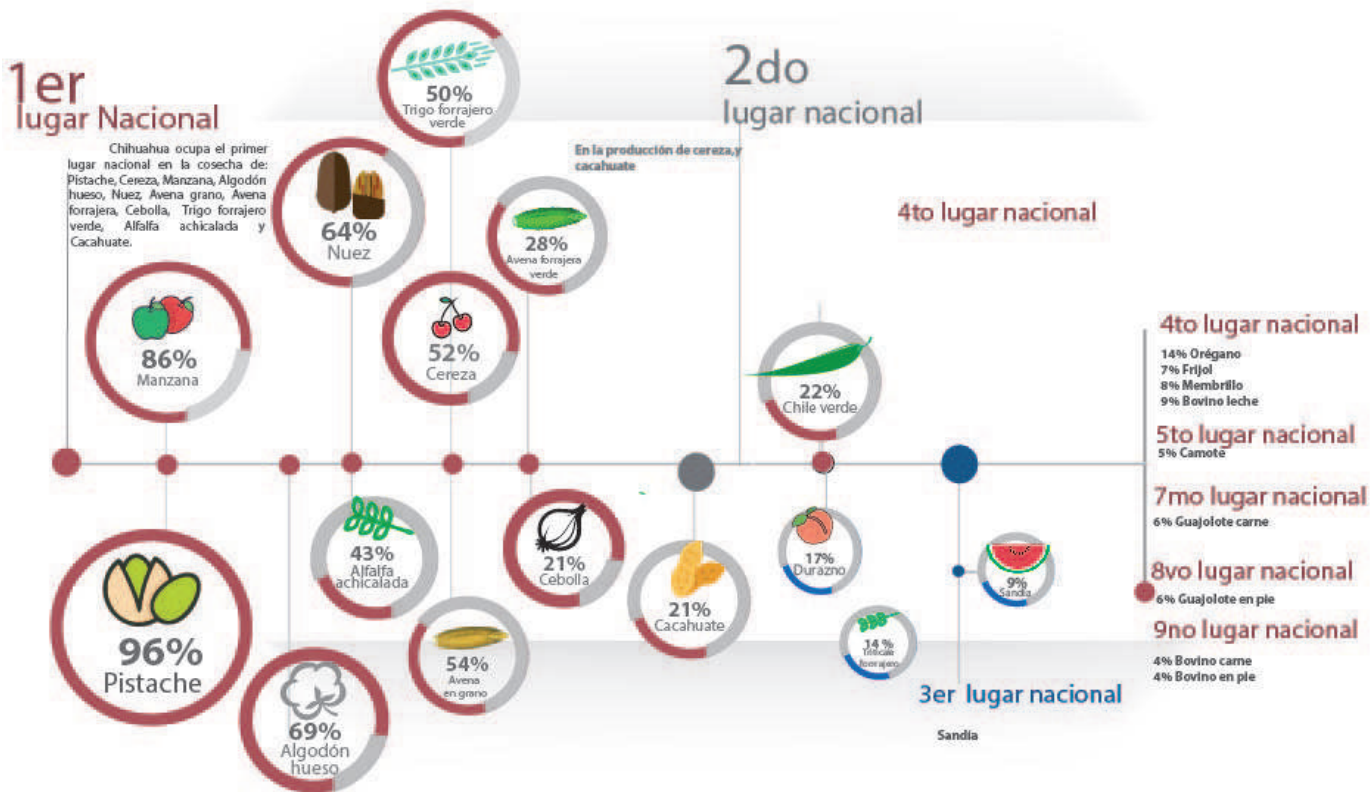 1er
lugar Nacional
Chihuahua ocupa el primer
lugar nacional en la cosecha de:
Pistache, Cereza, Manzana, Algodón
hueso, Nuez, Avena grano, Avena
forrajera, Cebolla, Trigo forrajero
verde, Alfalfa achicalada y
Cacahuate.
50%
Trigo forrajero
verde
64%
Nuez
28%
Avena forrajera
verde
86%
Manzana
52%
Cereza
96%
Pistache
69%
Algodón
hueso
43%
Alfalfa
achicalada
54%
Avena
en grano
21%
Cebolla
2do
lugar nacional
En la producción de cereza,y
cacahuate
21%
Cacahuate
4to lugar nacional
22%
Chile verde
17%
Durazno
14 %
Triticale
forrajero
9%
Sandía
3er lugar nacional
Sandía
4to lugar nacional
14% Orégano
7% Frijol
8% Membrillo
9% Bovino leche
5to lugar nacional
5% Camote
7mo lugar nacional
6% Guajolote carne
8vo lugar nacional
6% Guajolote en pie
9no lugar nacional
4% Bovino carne
4% Bovino en pie